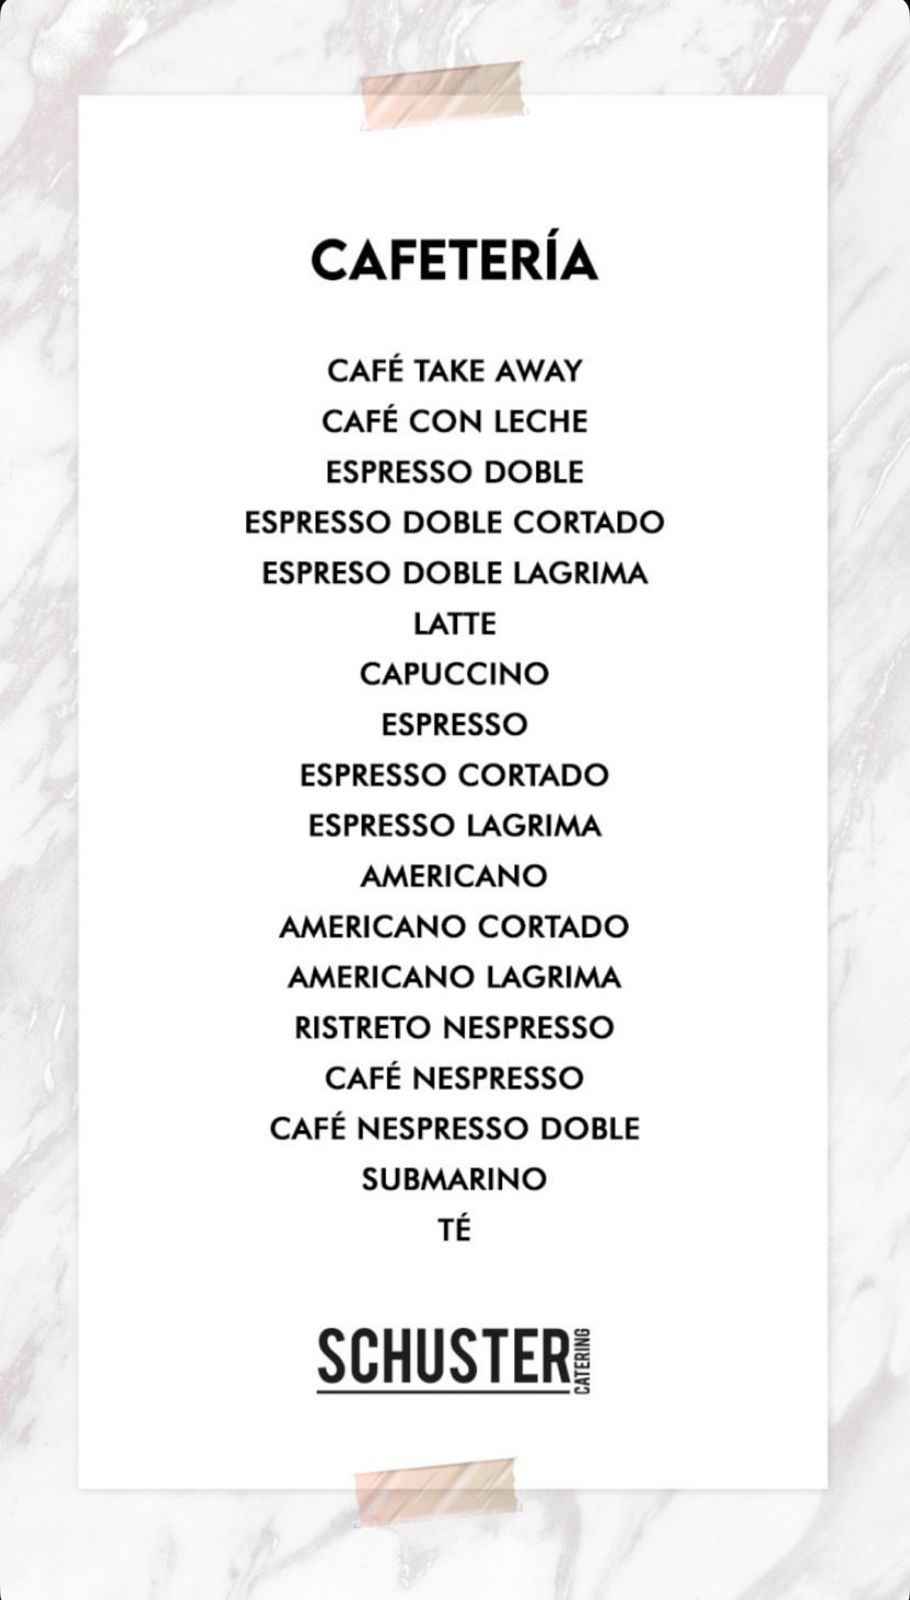 CAFETERÍA
CAFÉ TAKE AWAY
CAFÉ CON LECHE
ESPRESSO DOBLE
ESPRESSO DOBLE CORTADO
ESPRESO DOBLE LAGRIMA
LATTE
CAPUCCINO
ESPRESSO
ESPRESSO CORTADO
ESPRESSO LAGRIMA
AMERICANO
AMERICANO CORTADO
AMERICANO LAGRIMA
RISTRETO NESPRESSO
CAFÉ NESPRESSO
CAFÉ NESPRESSO DOBLE
SUBMARINO
TÉ
SCHUSTER
CATERING